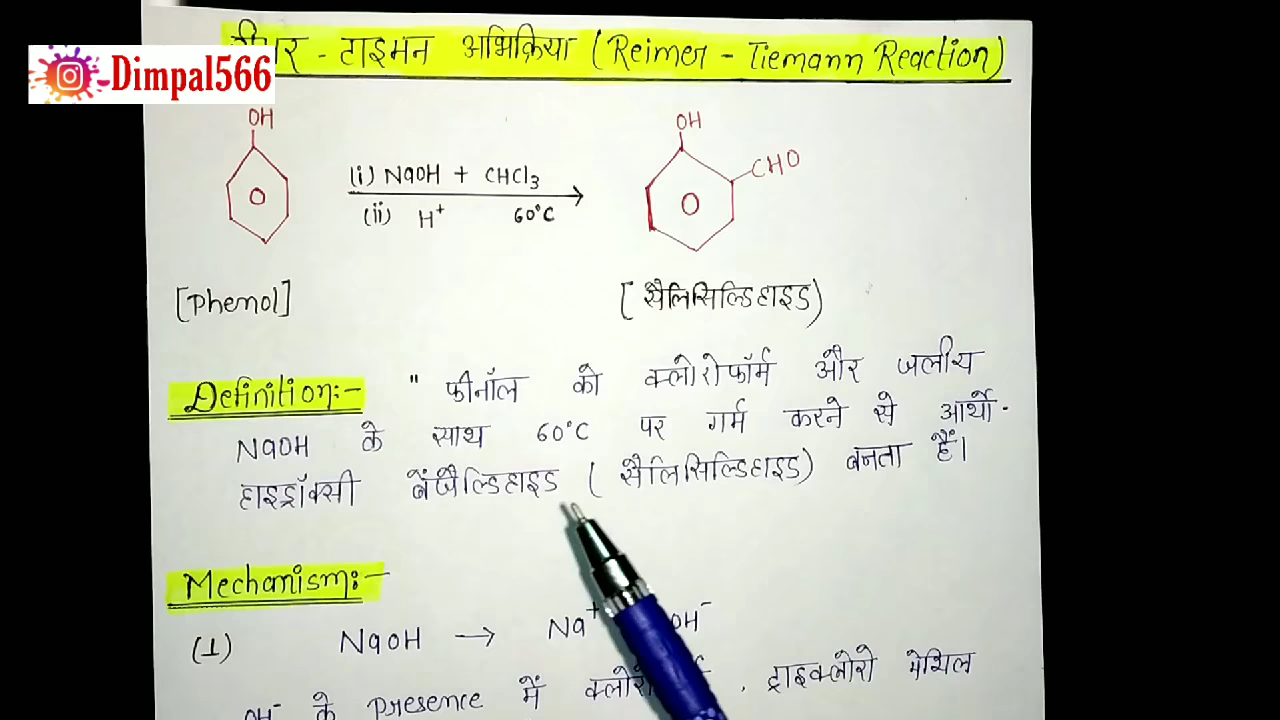 Dimpal566
- टाइमन अभिक्रिया (Reimer - Tiemann Reaction)
OH
OH
CHO
(i) NaOH + CHCl3
(ii) H+ 60°C
[Phenol]
[सैलिसिल्डिहाइड)
Definition:- " फीनॉल को क्लोरोफॉर्म और जलीय
NaOH के साथ 60°C पर गर्म करने से आर्थो-
हाइड्रॉक्सी बेंजैल्डिहाइड ( सैलिसिल्डिहाइड) बनता हैं।
Mechanism:-
(1) NaOH → Na+ OH-
OH- के presence में , ट्राइक्लोरो मेथिल